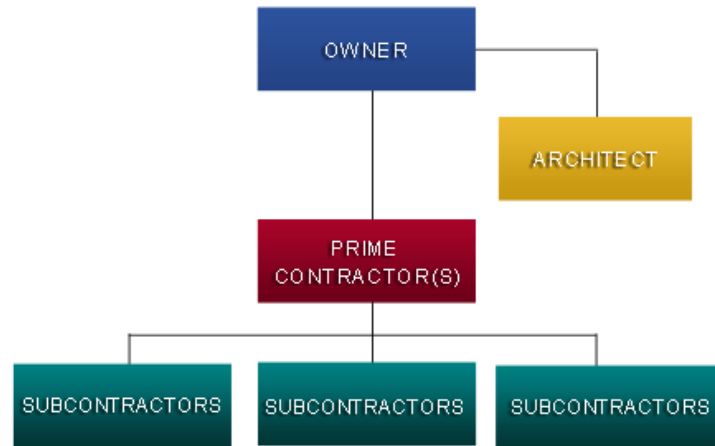 OWNER
ARCHITECT
PRIME
CONTRACTOR(S)
SUBCONTRACTORS
SUBCONTRACTORS
SUBCONTRACTORS